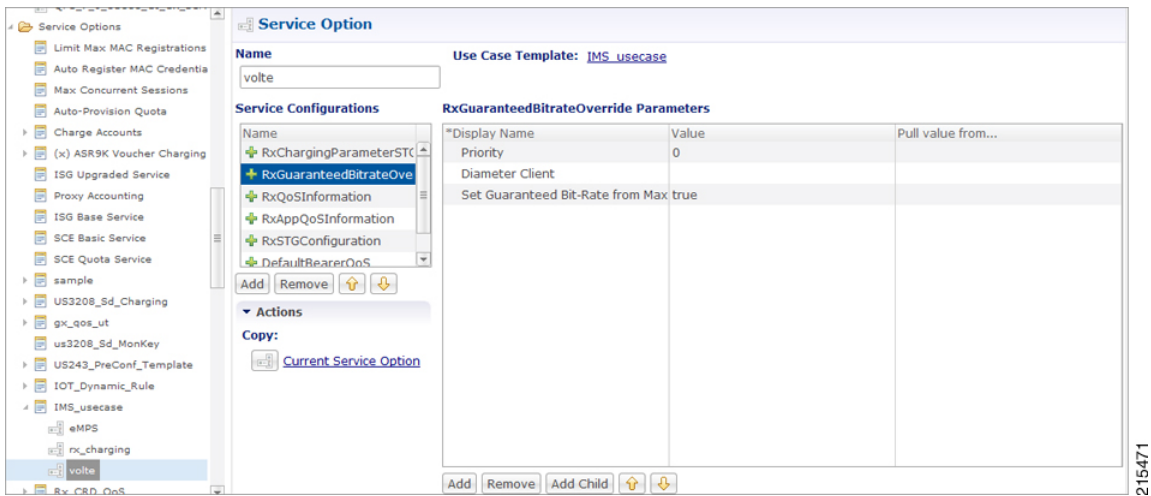 Service Options
Limit Max MAC Registrations
Auto Register MAC Credentia
Max Concurrent Sessions
Auto-Provision Quota
Charge Accounts
(x) ASR9K Voucher Charging
ISG Upgraded Service
Proxy Accounting
ISG Base Service
SCE Basic Service
SCE Quota Service
sample
US3208_Sd_Charging
gx_qos_ut
us3208_Sd_MonKey
US243_PreConf_Template
IOT_Dynamic_Rule
IMS_usecase
eMPS
rx_charging
volte
Rx_CRD_QoS
Service Option
Name
Use Case Template: IMS_usecase
volte
Service Configurations
Name
RxChargingParameterSTC
RxGuaranteedBitrateOve
RxQoSInformation
RxAppQoSInformation
RxSTGConfiguration
DefaultBearerQoS
Add Remove
Actions
Copy:
Current Service Option
RxGuaranteedBitrateOverride Parameters
*Display Name Value Pull value from...
Priority 0
Diameter Client
Set Guaranteed Bit-Rate from Max true
Add Remove Add Child
215471